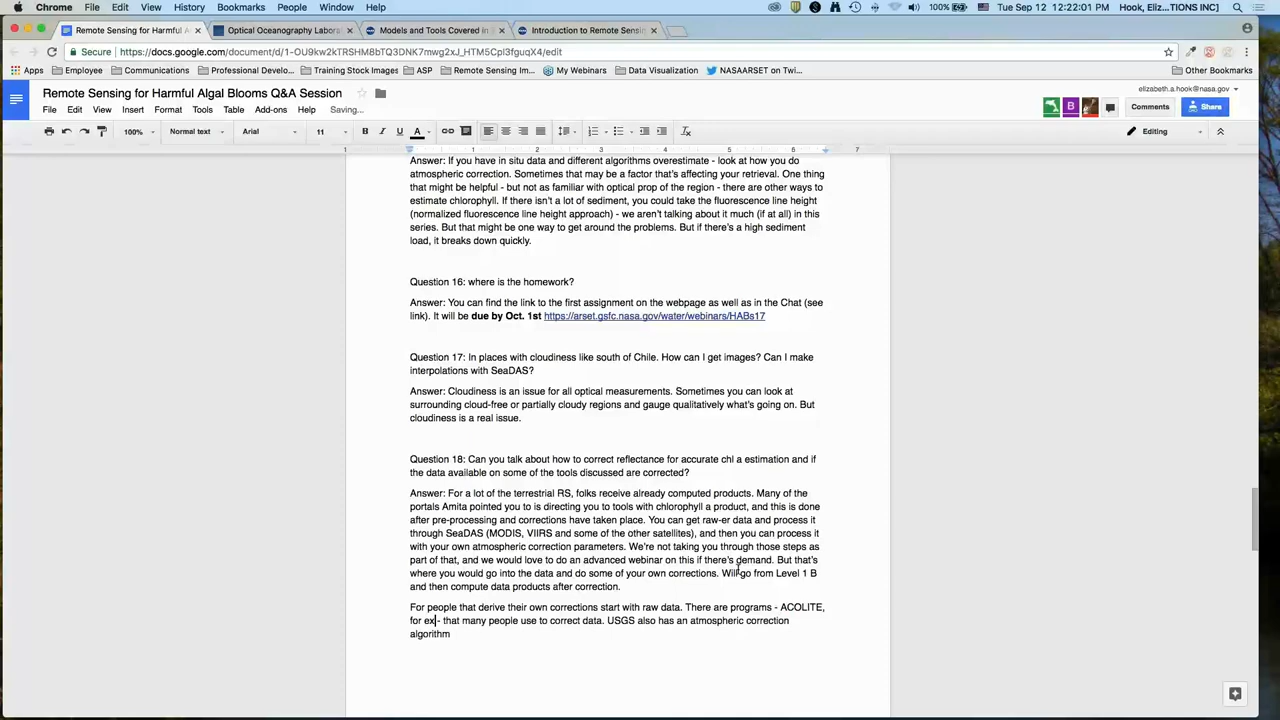 Chrome File Edit View History Bookmarks People Window Help 100% Tue Sep 12 12:22:01 Hook, Eliz...TIONS INC]
Remote Sensing for Harmful A Optical Oceanography Labora Models and Tools Covered in Introduction to Remote Sensin
Secure https://docs.google.com/document/d/1-OU9kw2kTRSHM8bTQ3DNK7mwg2xJ_HTM5CpI3fguqX4/edit
Apps Employee Communications Professional Develo... Training Stock Images ASP Remote Sensing Im... My Webinars Data Visualization NASAARSET on Twi... Other Bookmarks
Remote Sensing for Harmful Algal Blooms Q&A Session
elizabeth.a.hook@nasa.gov
File Edit View Insert Format Tools Table Add-ons Help Saving... B Comments Share
100% Normal text Arial 11 B I U A Editing
1 1 2 3 4 5 6 7
Answer: If you have in situ data and different algorithms overestimate - look at how you do
atmospheric correction. Sometimes that may be a factor that's affecting your retrieval. One thing
that might be helpful - but not as familiar with optical prop of the region - there are other ways to
estimate chlorophyll. If there isn't a lot of sediment, you could take the fluorescence line height
(normalized fluorescence line height approach) - we aren't talking about it much (if at all) in this
series. But that might be one way to get around the problems. But if there's a high sediment
load, it breaks down quickly.
Question 16: where is the homework?
Answer: You can find the link to the first assignment on the webpage as well as in the Chat (see
link). It will be due by Oct. 1st https://arset.gsfc.nasa.gov/water/webinars/HABs17
Question 17: In places with cloudiness like south of Chile. How can I get images? Can I make
interpolations with SeaDAS?
Answer: Cloudiness is an issue for all optical measurements. Sometimes you can look at
surrounding cloud-free or partially cloudy regions and gauge qualitatively what's going on. But
cloudiness is a real issue.
Question 18: Can you talk about how to correct reflectance for accurate chl a estimation and if
the data available on some of the tools discussed are corrected?
Answer: For a lot of the terrestrial RS, folks receive already computed products. Many of the
portals Amita pointed you to is directing you to tools with chlorophyll a product, and this is done
after pre-processing and corrections have taken place. You can get raw-er data and process it
through SeaDAS (MODIS, VIIRS and some of the other satellites), and then you can process it
with your own atmospheric correction parameters. We're not taking you through those steps as
part of that, and we would love to do an advanced webinar on this if there's demand. But that's
where you would go into the data and do some of your own corrections. Will go from Level 1 B
and then compute data products after correction.
For people that derive their own corrections start with raw data. There are programs - ACOLITE,
for ex - that many people use to correct data. USGS also has an atmospheric correction
algorithm